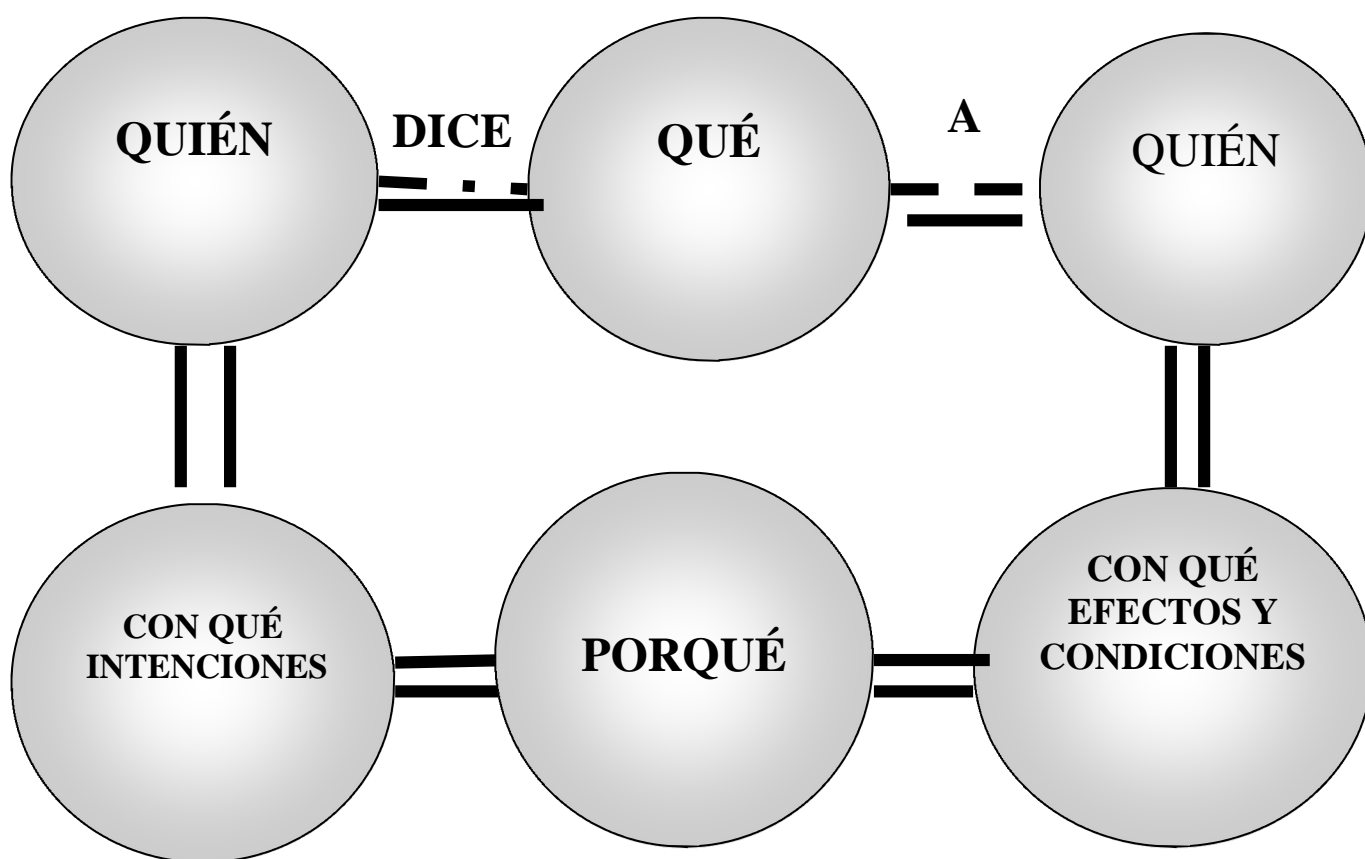 QUIÉN
DICE
QUÉ
A
QUIÉN
CON QUÉ
INTENCIONES
PORQUÉ
CON QUÉ
EFECTOS Y
CONDICIONES